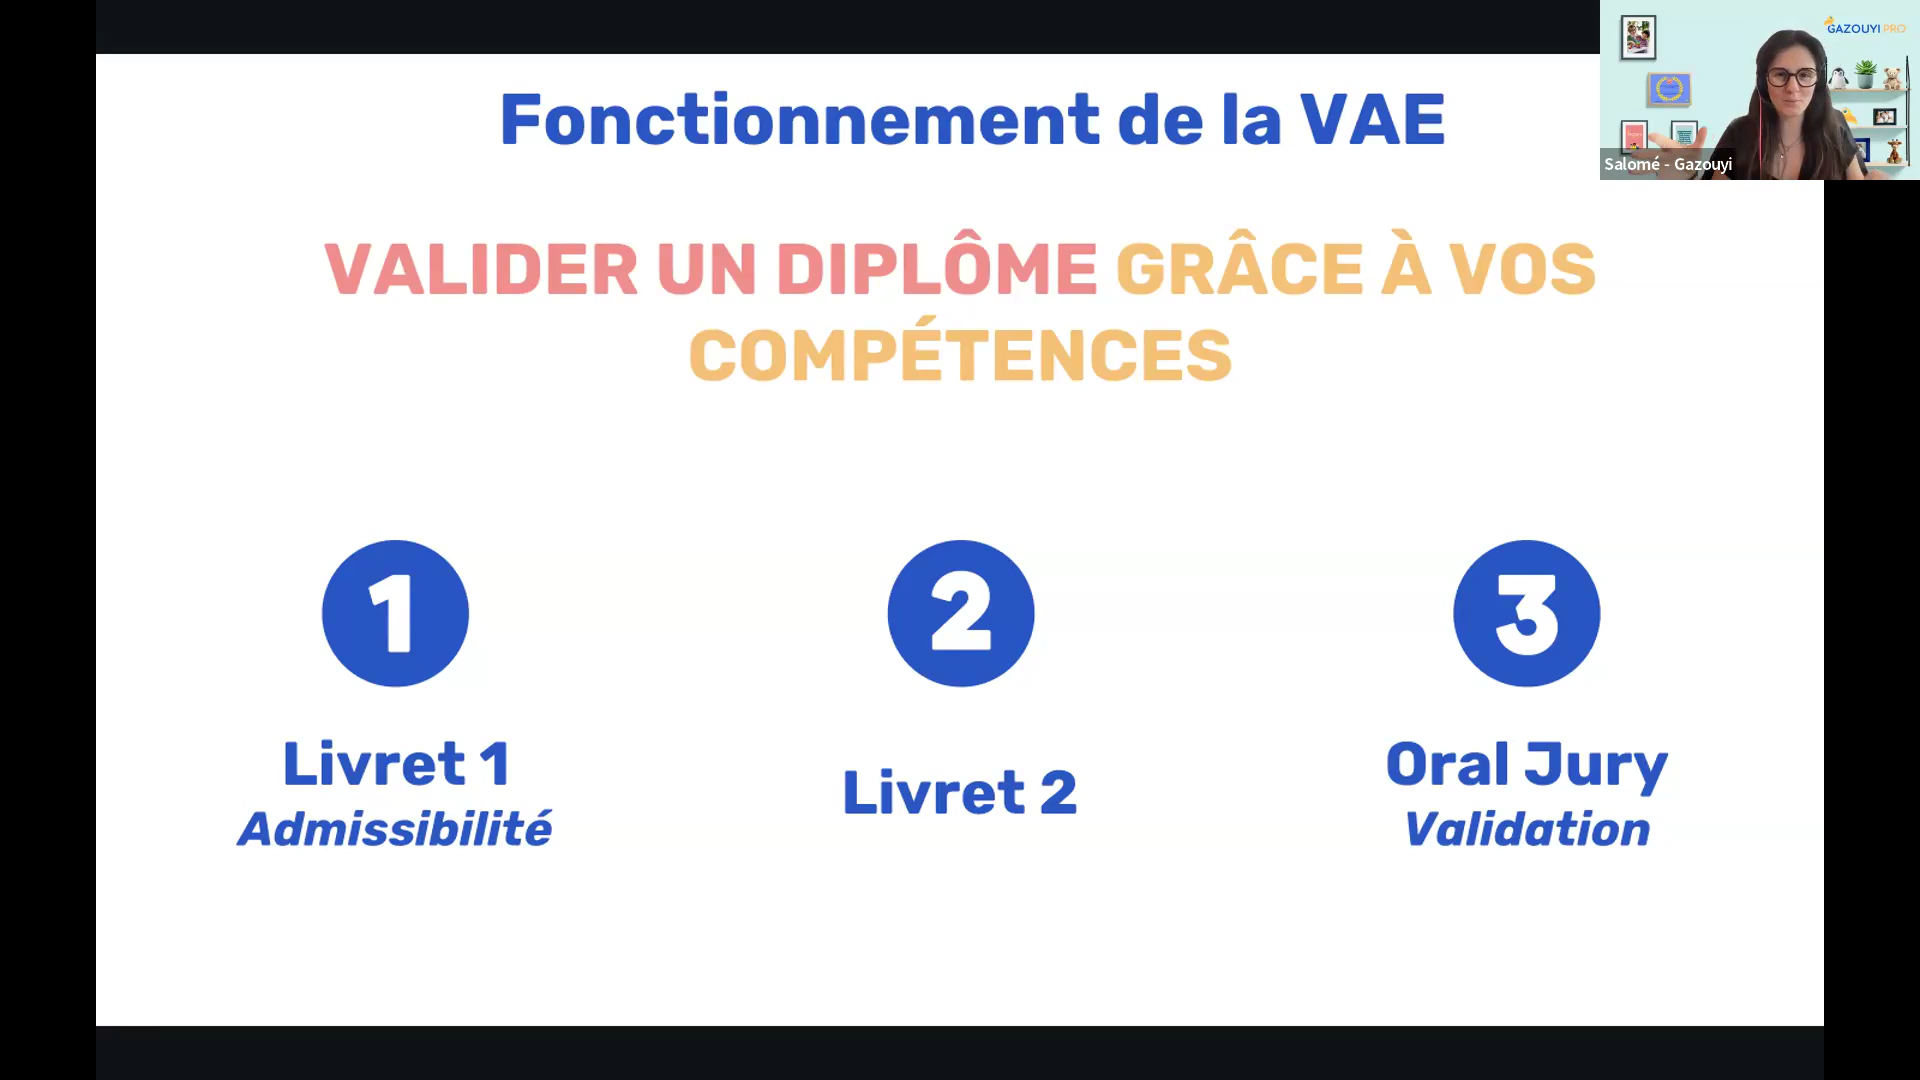 Fonctionnement de la VAE
GAZOUYI PRO
Salomé - Gazouyi
VALIDER UN DIPLÔME GRÂCE À VOS
COMPÉTENCES
1
2
3
Livret 1
Admissibilité
Livret 2
Oral Jury
Validation